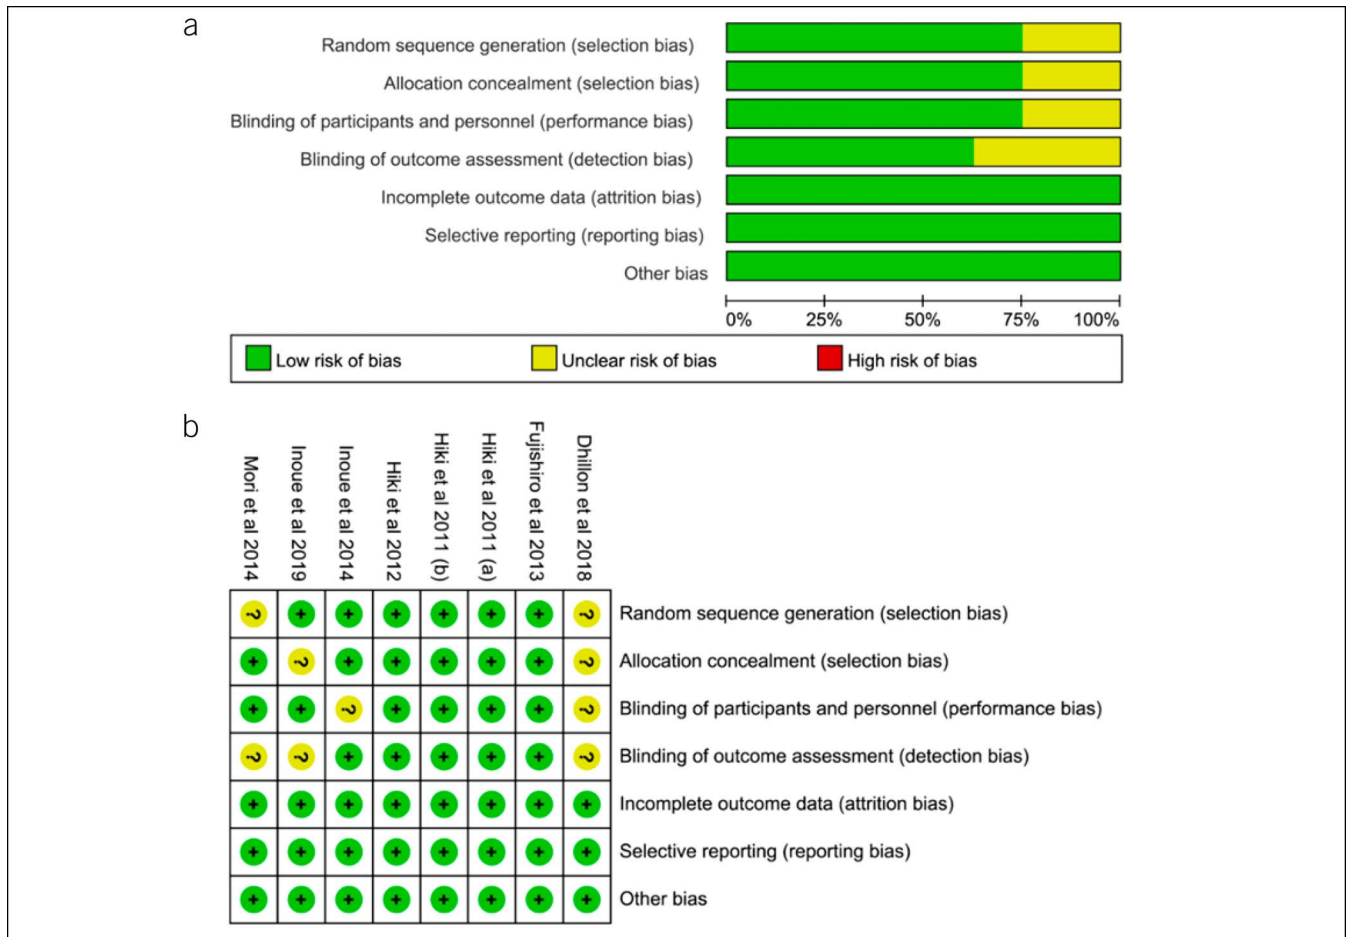 a
Random sequence generation (selection bias)
Allocation concealment (selection bias)
Blinding of participants and personnel (performance bias)
Blinding of outcome assessment (detection bias)
Incomplete outcome data (attrition bias)
Selective reporting (reporting bias)
Other bias
0% 25% 50% 75% 100%
Low risk of bias Unclear risk of bias High risk of bias
b
Mori et al 2014
Inoue et al 2019
Inoue et al 2014
Hiki et al 2012
Hiki et al 2011 (b)
Hiki et al 2011 (a)
Fujishiro et al 2013
Dhillon et al 2018
? + + + + + + ? Random sequence generation (selection bias)
+ ? + + + + + ? Allocation concealment (selection bias)
+ + ? + + + + ? Blinding of participants and personnel (performance bias)
? ? + + + + + ? Blinding of outcome assessment (detection bias)
+ + + + + + + + Incomplete outcome data (attrition bias)
+ + + + + + + + Selective reporting (reporting bias)
+ + + + + + + + Other bias